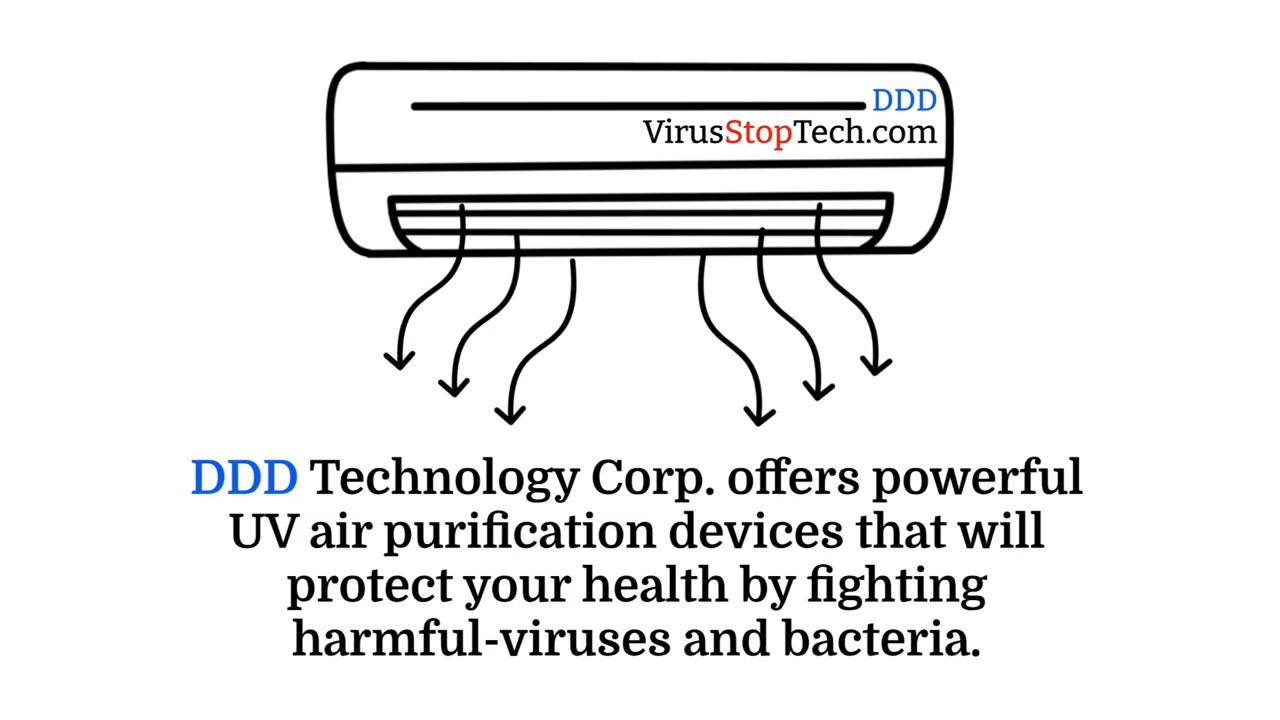 DDD
VirusStopTech.com
DDD Technology Corp. offers powerful
UV air purification devices that will
protect your health by fighting
harmful-viruses and bacteria.